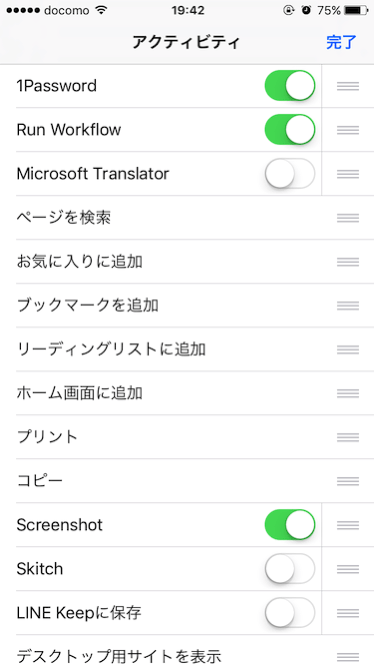 docomo 19:42 75%
アクティビティ 完了
1Password
Run Workflow
Microsoft Translator
ページを検索
お気に入りに追加
ブックマークを追加
リーディングリストに追加
ホーム画面に追加
プリント
コピー
Screenshot
Skitch
LINE Keepに保存
デスクトップ用サイトを表示